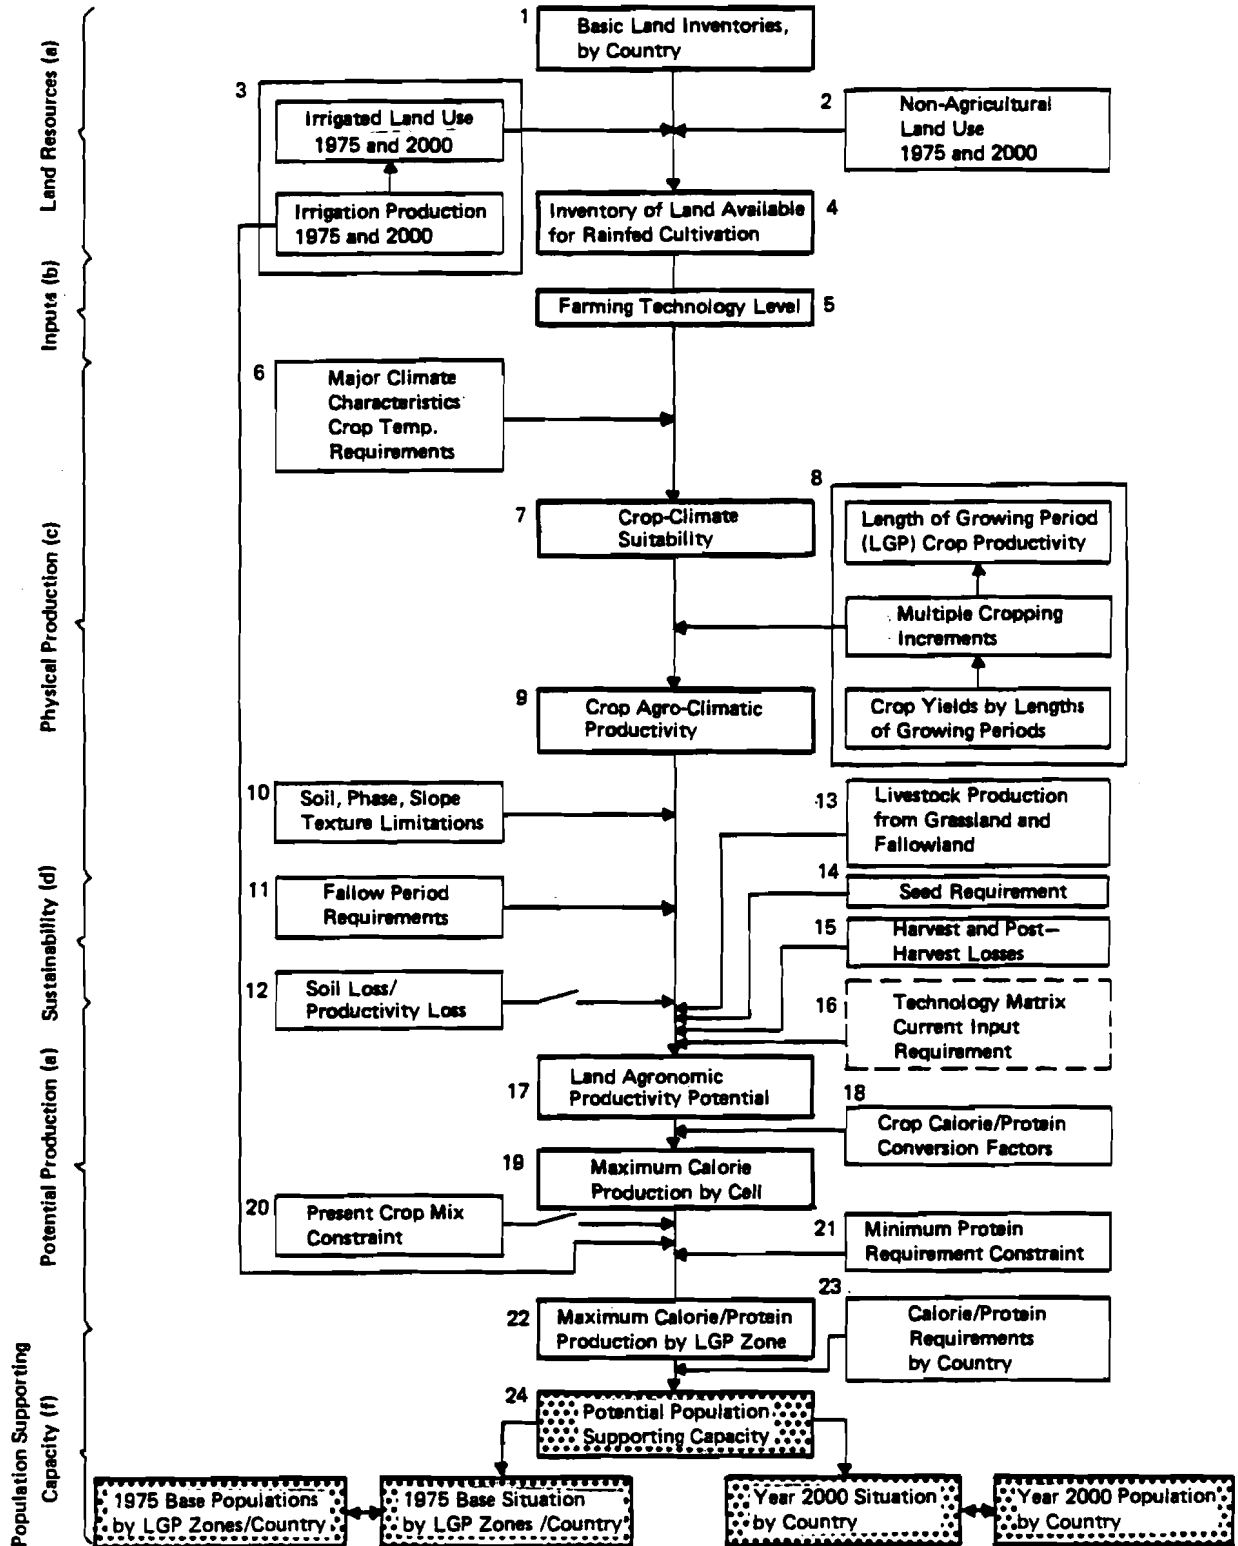 1
Basic Land Inventories,
by Country
Land Resources (a)
3
Irrigated Land Use
1975 and 2000
2
Non-Agricultural
Land Use
1975 and 2000
Irrigation Production
1975 and 2000
Inventory of Land Available
for Rainfed Cultivation
4
Inputs (b)
Farming Technology Level
5
6
Major Climate
Characteristics
Crop Temp.
Requirements
Physical Production (c)
7
Crop-Climate
Suitability
8
Length of Growing Period
(LGP) Crop Productivity
Multiple Cropping
Increments
Crop Yields by Lengths
of Growing Periods
9
Crop Agro-Climatic
Productivity
10
Soil, Phase, Slope
Texture Limitations
13
Livestock Production
from Grassland and
Fallowland
Sustainability (d)
11
Fallow Period
Requirements
14
Seed Requirement
15
Harvest and Post–
Harvest Losses
12
Soil Loss/
Productivity Loss
16
Technology Matrix
Current Input
Requirement
Potential Production (a)
17
Land Agronomic
Productivity Potential
18
Crop Calorie/Protein
Conversion Factors
19
Maximum Calorie
Production by Cell
20
Present Crop Mix
Constraint
21
Minimum Protein
Requirement Constraint
22
Maximum Calorie/Protein
Production by LGP Zone
23
Calorie/Protein
Requirements
by Country
Population Supporting
Capacity (f)
24
Potential Population
Supporting Capacity
1975 Base Populations
by LGP Zones/Country
1975 Base Situation
by LGP Zones /Country
Year 2000 Situation
by Country
Year 2000 Population
by Country